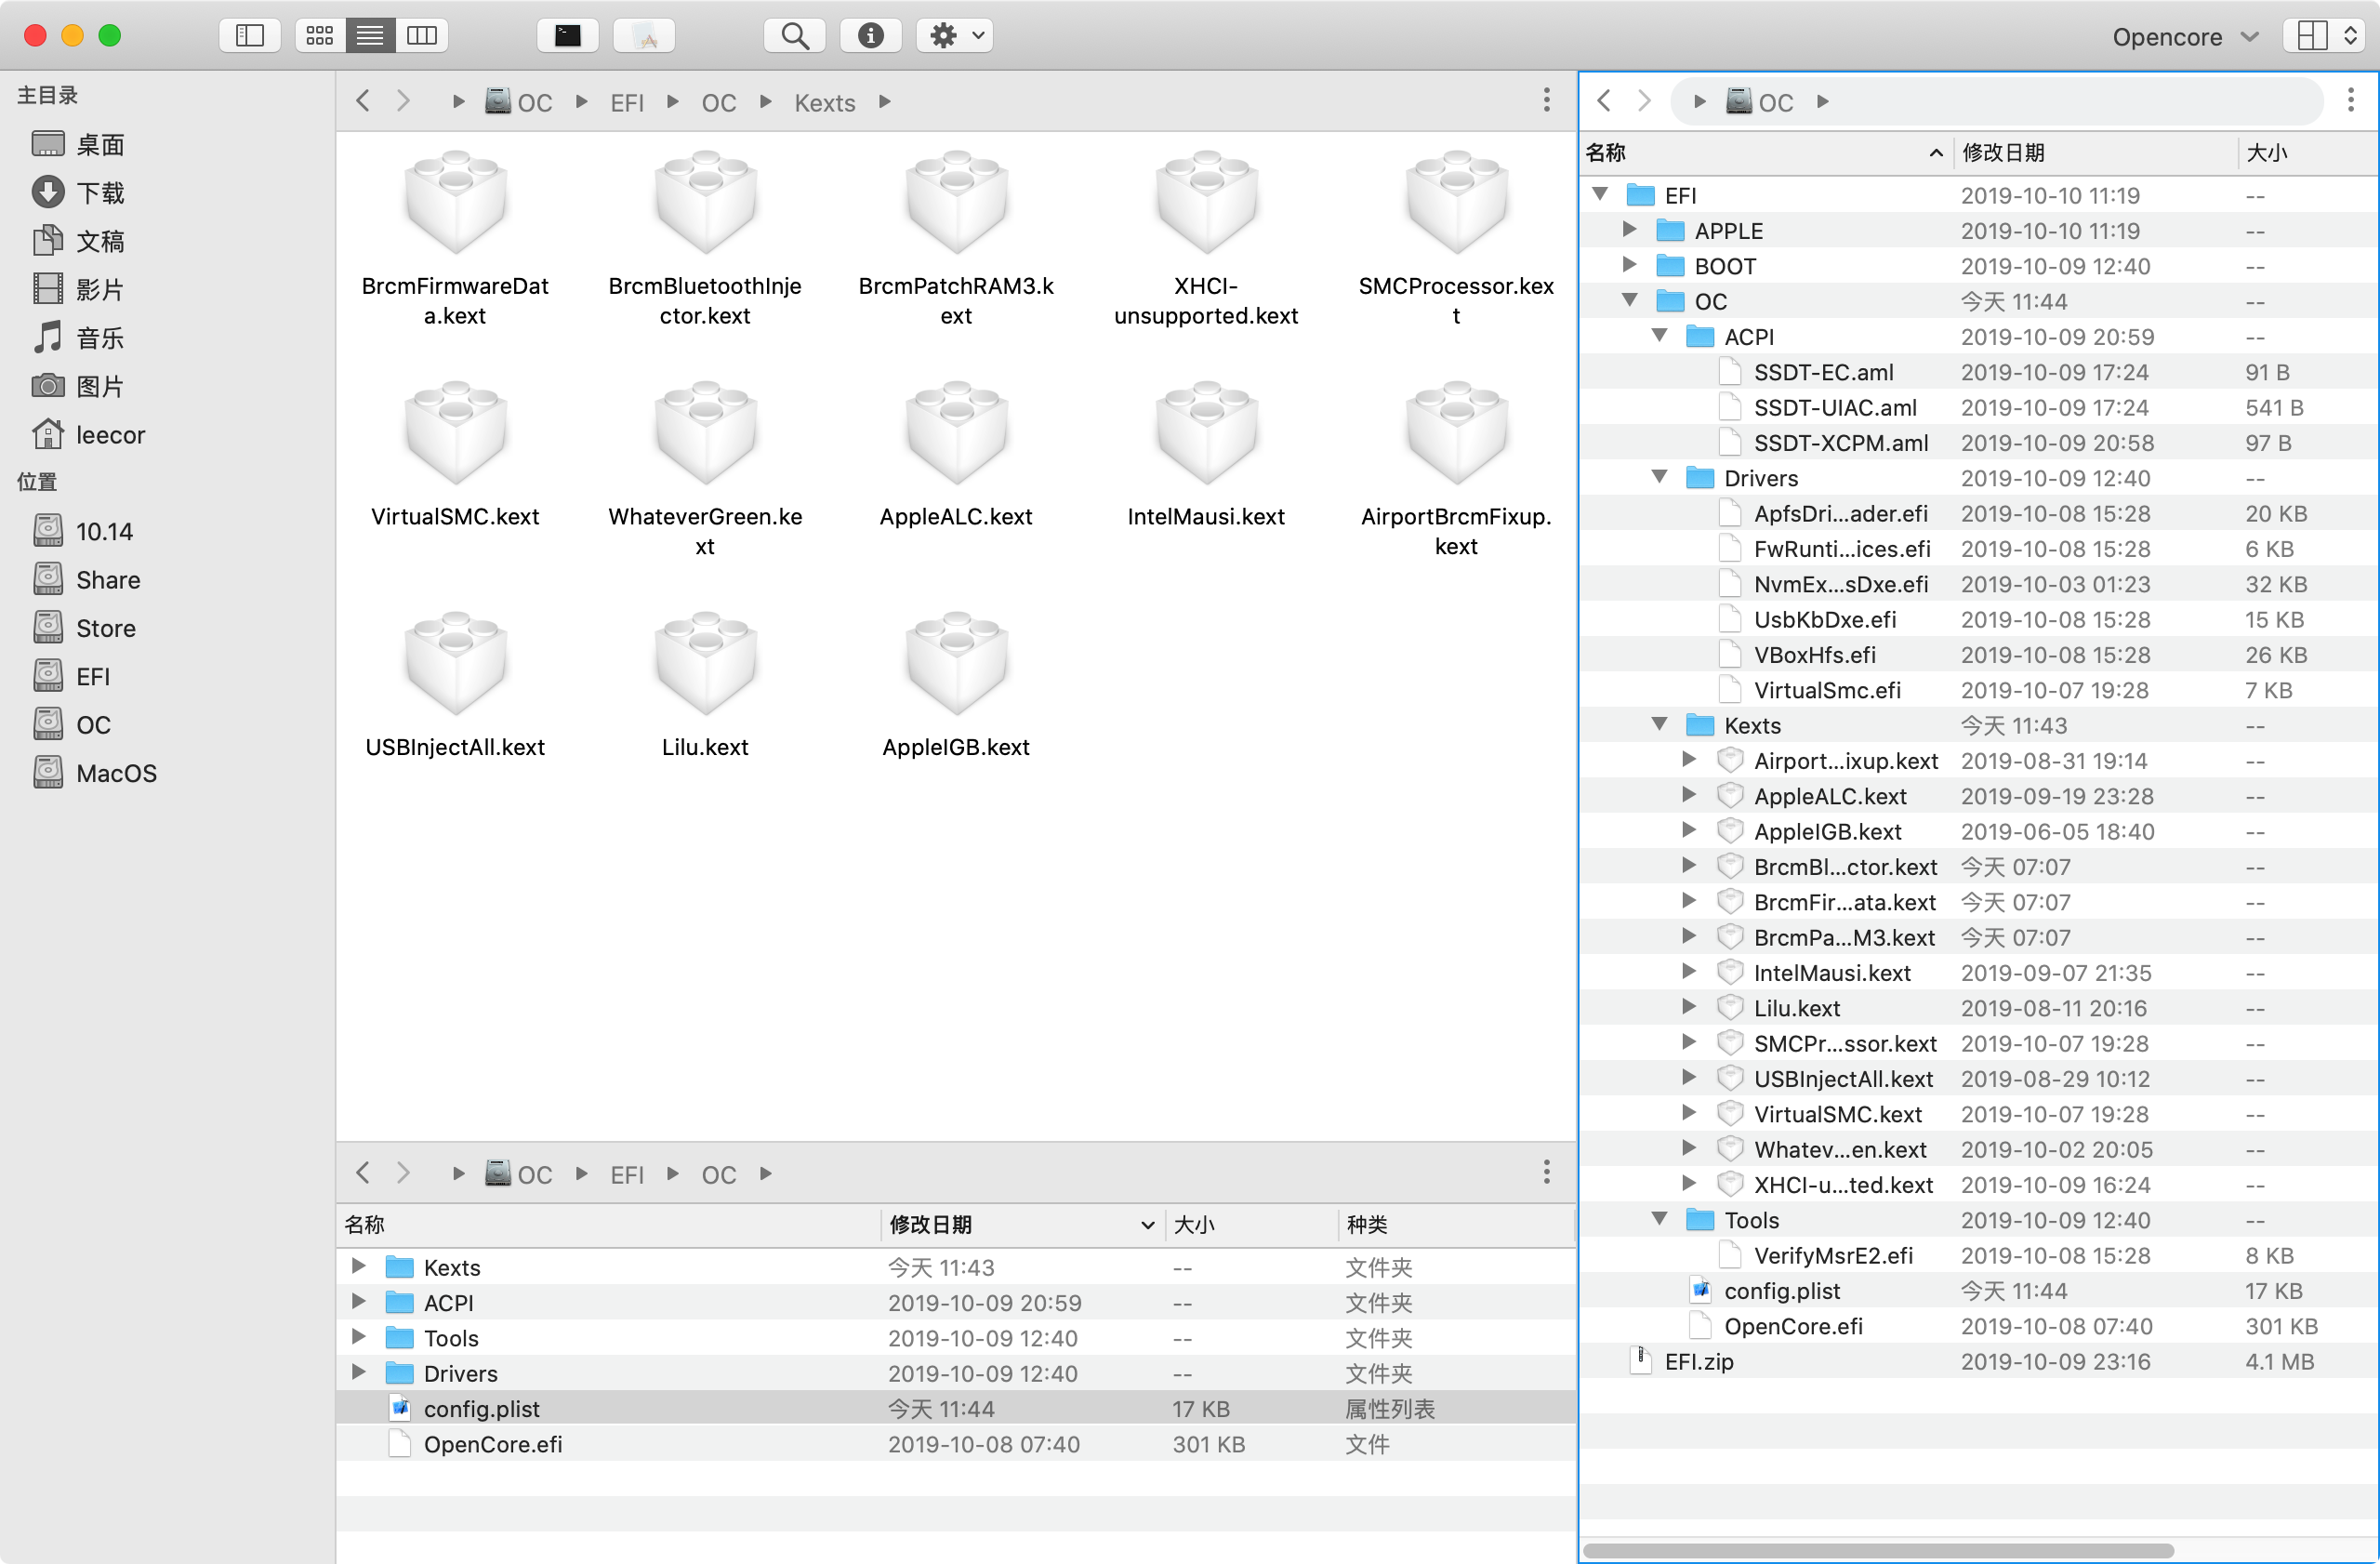 Opencore
主目录
桌面
下载
文稿
影片
音乐
图片
leecor
位置
10.14
Share
Store
EFI
OC
MacOS
OC EFI OC Kexts
BrcmFirmwareDat
a.kext
BrcmBluetoothInje
ctor.kext
BrcmPatchRAM3.k
ext
XHCI-
unsupported.kext
SMCProcessor.kex
t
VirtualSMC.kext
WhateverGreen.ke
xt
AppleALC.kext
IntelMausi.kext
AirportBrcmFixup.
kext
USBInjectAll.kext
Lilu.kext
AppleIGB.kext
OC EFI OC
名称 修改日期 大小 种类
Kexts 今天 11:43 -- 文件夹
ACPI 2019-10-09 20:59 -- 文件夹
Tools 2019-10-09 12:40 -- 文件夹
Drivers 2019-10-09 12:40 -- 文件夹
config.plist 今天 11:44 17 KB 属性列表
OpenCore.efi 2019-10-08 07:40 301 KB 文件
OC
名称 修改日期 大小
EFI 2019-10-10 11:19 --
APPLE 2019-10-10 11:19 --
BOOT 2019-10-09 12:40 --
OC 今天 11:44 --
ACPI 2019-10-09 20:59 --
SSDT-EC.aml 2019-10-09 17:24 91 B
SSDT-UIAC.aml 2019-10-09 17:24 541 B
SSDT-XCPM.aml 2019-10-09 20:58 97 B
Drivers 2019-10-09 12:40 --
ApfsDri...ader.efi 2019-10-08 15:28 20 KB
FwRunti...ices.efi 2019-10-08 15:28 6 KB
NvmEx...sDxe.efi 2019-10-03 01:23 32 KB
UsbKbDxe.efi 2019-10-08 15:28 15 KB
VBoxHfs.efi 2019-10-08 15:28 26 KB
VirtualSmc.efi 2019-10-07 19:28 7 KB
Kexts 今天 11:43 --
Airport...ixup.kext 2019-08-31 19:14 --
AppleALC.kext 2019-09-19 23:28 --
AppleIGB.kext 2019-06-05 18:40 --
BrcmBl...ctor.kext 今天 07:07 --
BrcmFir...ata.kext 今天 07:07 --
BrcmPa...M3.kext 今天 07:07 --
IntelMausi.kext 2019-09-07 21:35 --
Lilu.kext 2019-08-11 20:16 --
SMCPr...ssor.kext 2019-10-07 19:28 --
USBInjectAll.kext 2019-08-29 10:12 --
VirtualSMC.kext 2019-10-07 19:28 --
Whatev...en.kext 2019-10-02 20:05 --
XHCI-u...ted.kext 2019-10-09 16:24 --
Tools 2019-10-09 12:40 --
VerifyMsrE2.efi 2019-10-08 15:28 8 KB
config.plist 今天 11:44 17 KB
OpenCore.efi 2019-10-08 07:40 301 KB
EFI.zip 2019-10-09 23:16 4.1 MB